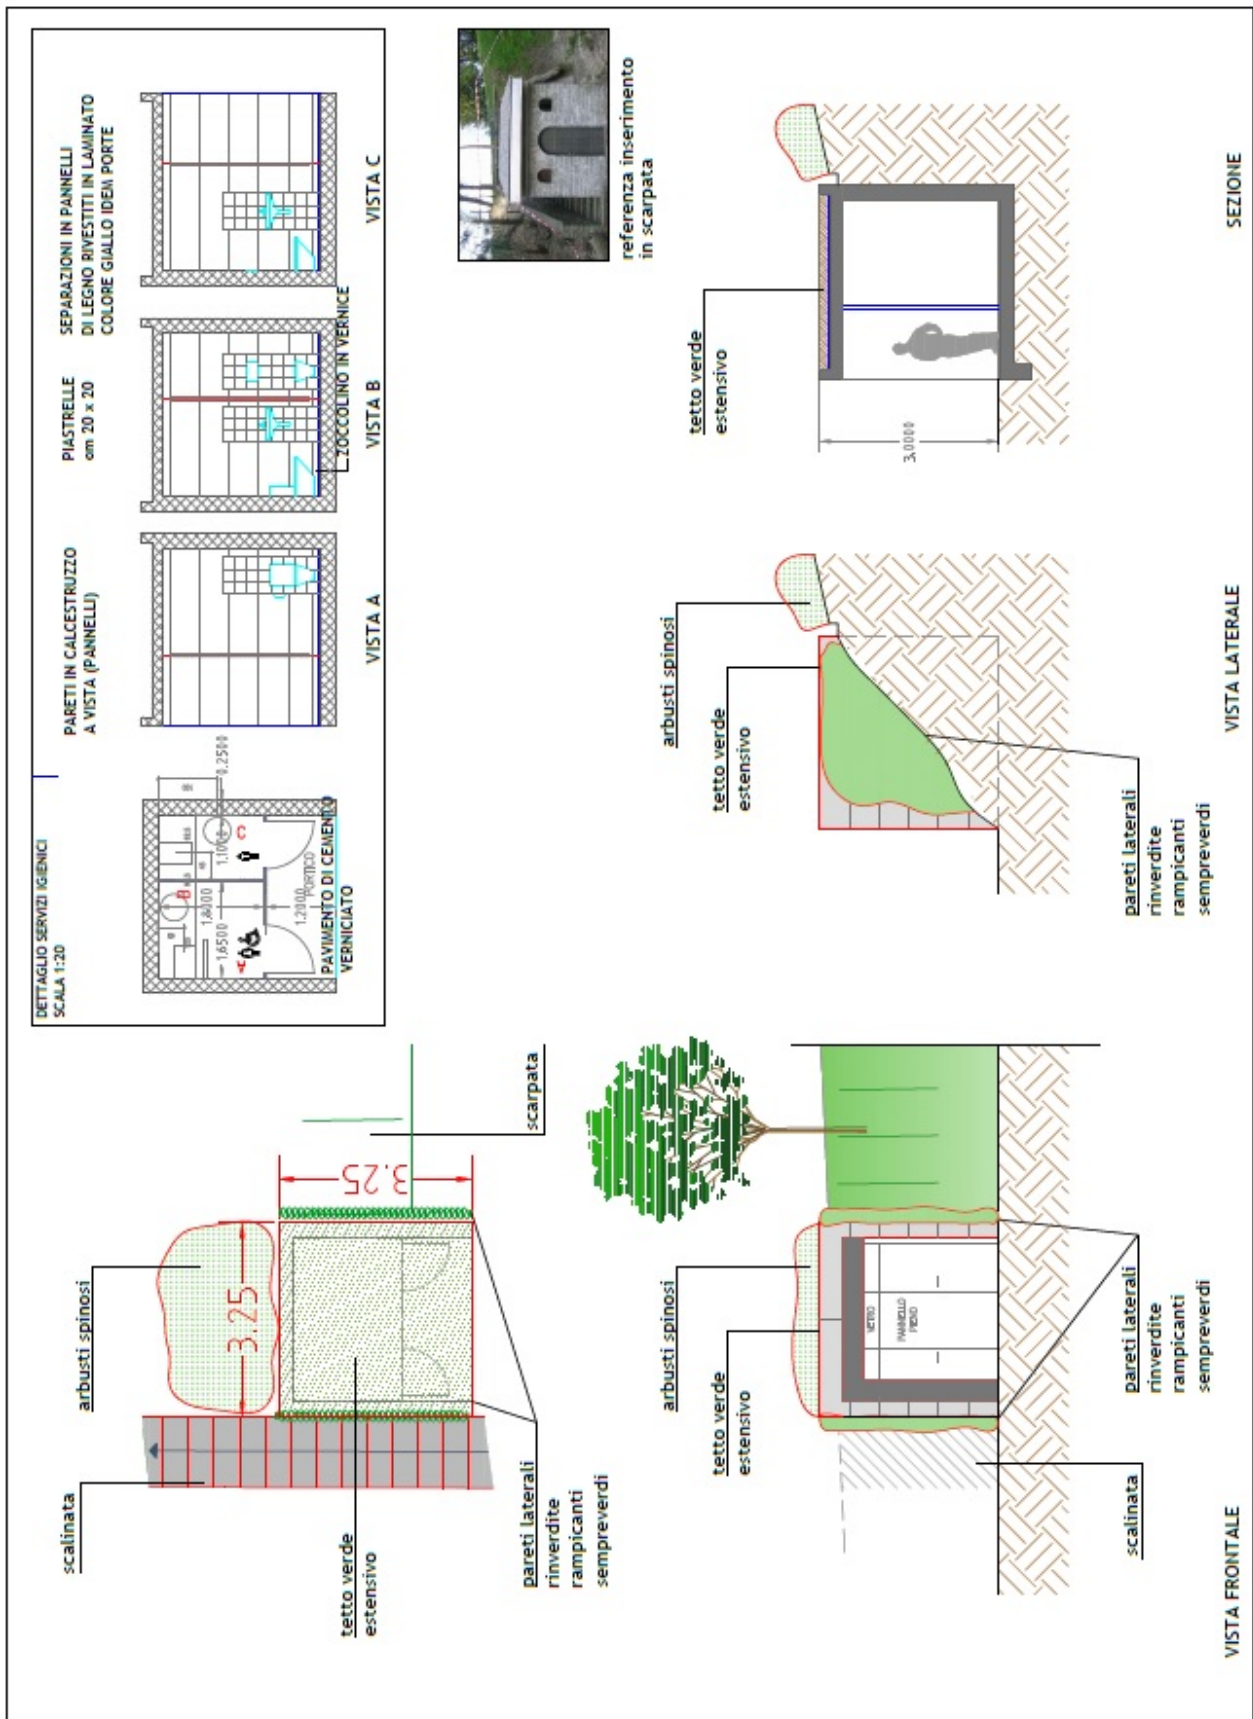 DETTAGLIO SERVIZI IGIENICI
SCALA 1:20
PARETI IN CALCESTRUZZO
A VISTA (PANNELLI)
PIASTRELLE
cm 20 x 20
SEPARAZIONI IN PANNELLI
DI LEGNO RIVESTITI IN LAMINATO
COLORE GIALLO IDEM PORTE
0.2500
1.1000
1.8000
1.6500
1.2000
PORTICO
B
C
PAVIMENTO DI CEMENTO
VERNICIATO
ZOCCOLINO IN VERNICE
VISTA A
VISTA B
VISTA C
referenza inserimento
in scarpata
scalinata
arbusti spinosi
3.25
3.25
scarpata
tetto verde
estensivo
pareti laterali
rinverdite
rampicanti
sempreverdi
arbusti spinosi
tetto verde
estensivo
PANNELLO
PIENO
scalinata
pareti laterali
rinverdite
rampicanti
sempreverdi
VISTA FRONTALE
arbusti spinosi
tetto verde
estensivo
pareti laterali
rinverdite
rampicanti
sempreverdi
VISTA LATERALE
tetto verde
estensivo
3.0000
SEZIONE